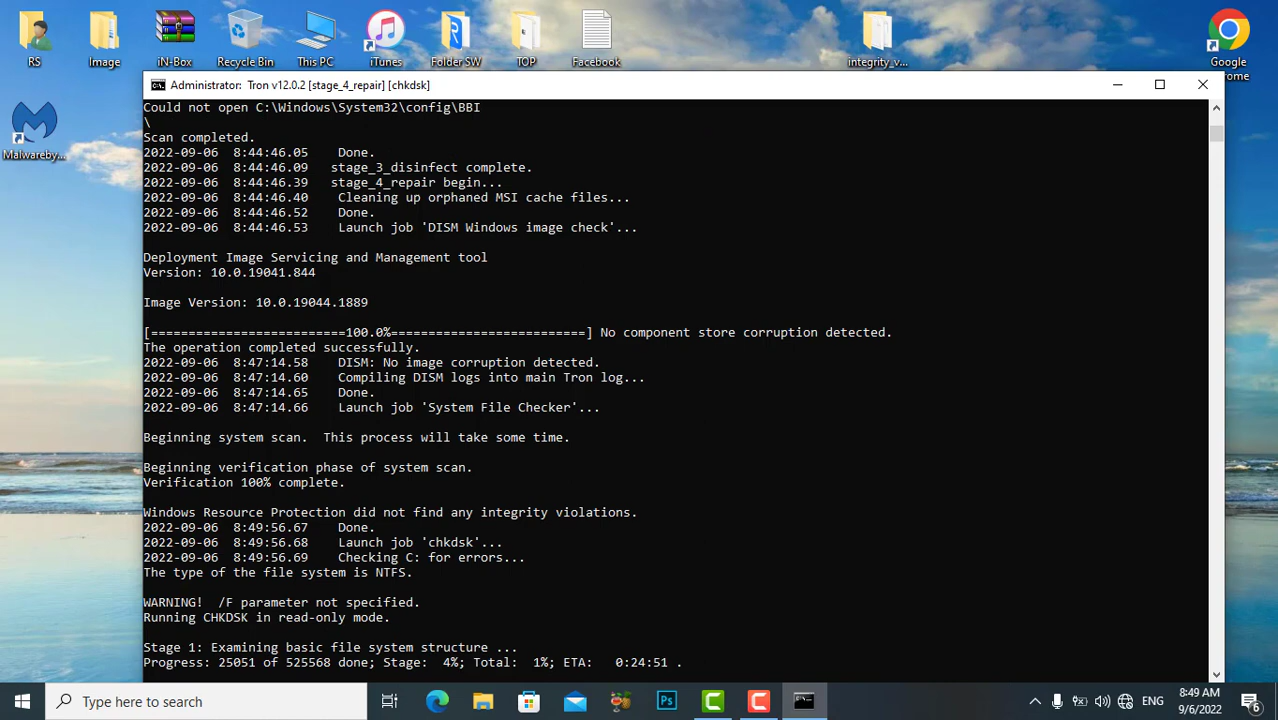 RS
Image
iN-Box
Recycle Bin
This PC
iTunes
Folder SW
TOP
Facebook
integrity_v...
Google
rome
Malwareby...
Administrator:  Tron v12.0.2 [stage_4_repair] [chkdsk]
Could not open C:\Windows\System32\config\BBI
\
Scan completed.
2022-09-06  8:44:46.05    Done.
2022-09-06  8:44:46.09   stage_3_disinfect complete.
2022-09-06  8:44:46.39   stage_4_repair begin...
2022-09-06  8:44:46.40    Cleaning up orphaned MSI cache files...
2022-09-06  8:44:46.52    Done.
2022-09-06  8:44:46.53    Launch job 'DISM Windows image check'...
Deployment Image Servicing and Management tool
Version: 10.0.19041.844
Image Version: 10.0.19044.1889
[==========================100.0%==========================] No component store corruption detected.
The operation completed successfully.
2022-09-06  8:47:14.58    DISM: No image corruption detected.
2022-09-06  8:47:14.60    Compiling DISM logs into main Tron log...
2022-09-06  8:47:14.65    Done.
2022-09-06  8:47:14.66    Launch job 'System File Checker'...
Beginning system scan.  This process will take some time.
Beginning verification phase of system scan.
Verification 100% complete.
Windows Resource Protection did not find any integrity violations.
2022-09-06  8:49:56.67    Done.
2022-09-06  8:49:56.68    Launch job 'chkdsk'...
2022-09-06  8:49:56.69    Checking C: for errors...
The type of the file system is NTFS.
WARNING!  /F parameter not specified.
Running CHKDSK in read-only mode.
Stage 1: Examining basic file system structure ...
Progress: 25051 of 525568 done; Stage:  4%; Total:  1%; ETA:   0:24:51 .
Type here to search
Ps
ENG
8:49 AM
9/6/2022
6